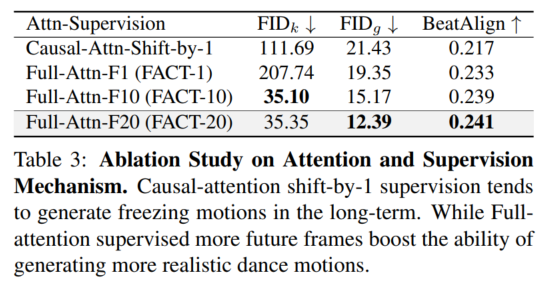 Attn-Supervision FIDk ↓ FIDg ↓ BeatAlign ↑
Causal-Attn-Shift-by-1 111.69 21.43 0.217
Full-Attn-F1 (FACT-1) 207.74 19.35 0.233
Full-Attn-F10 (FACT-10) 35.10 15.17 0.239
Full-Attn-F20 (FACT-20) 35.35 12.39 0.241
Table 3: Ablation Study on Attention and Supervision
Mechanism. Causal-attention shift-by-1 supervision tends
to generate freezing motions in the long-term. While Full-
attention supervised more future frames boost the ability of
generating more realistic dance motions.